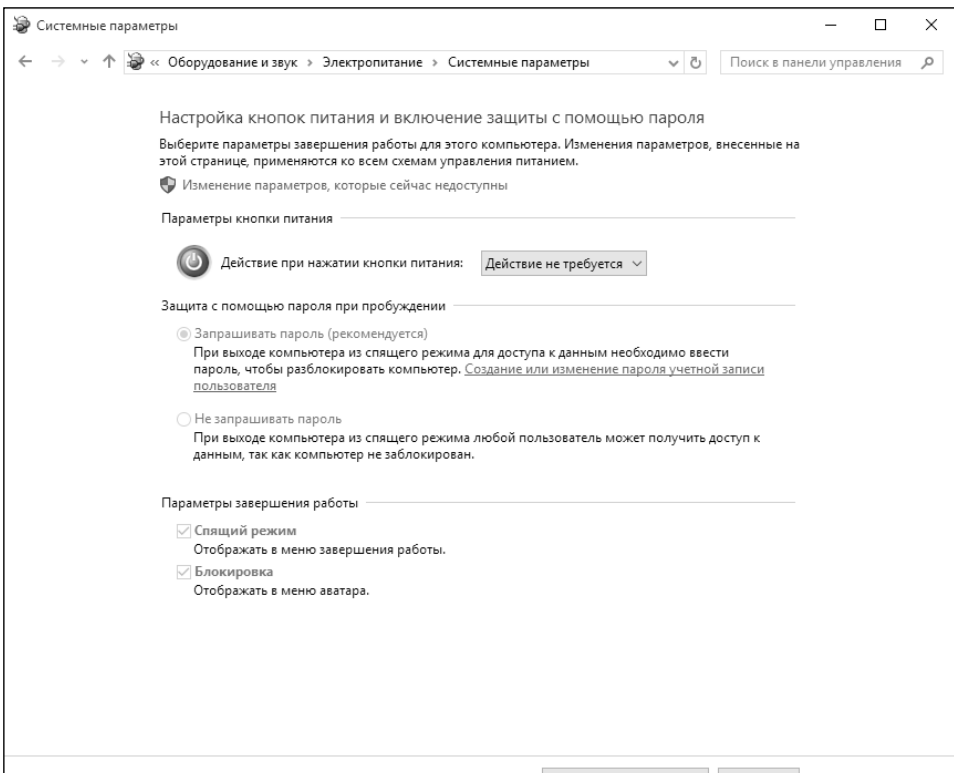 Системные параметры
« Оборудование и звук › Электропитание › Системные параметры
Поиск в панели управления
Настройка кнопок питания и включение защиты с помощью пароля
Выберите параметры завершения работы для этого компьютера. Изменения параметров, внесенные на
этой странице, применяются ко всем схемам управления питанием.
Изменение параметров, которые сейчас недоступны
Параметры кнопки питания
Действие при нажатии кнопки питания: Действие не требуется
Защита с помощью пароля при пробуждении
Запрашивать пароль (рекомендуется)
При выходе компьютера из спящего режима для доступа к данным необходимо ввести
пароль, чтобы разблокировать компьютер. Создание или изменение пароля учетной записи
пользователя
Не запрашивать пароль
При выходе компьютера из спящего режима любой пользователь может получить доступ к
данным, так как компьютер не заблокирован.
Параметры завершения работы
Спящий режим
Отображать в меню завершения работы.
Блокировка
Отображать в меню аватара.